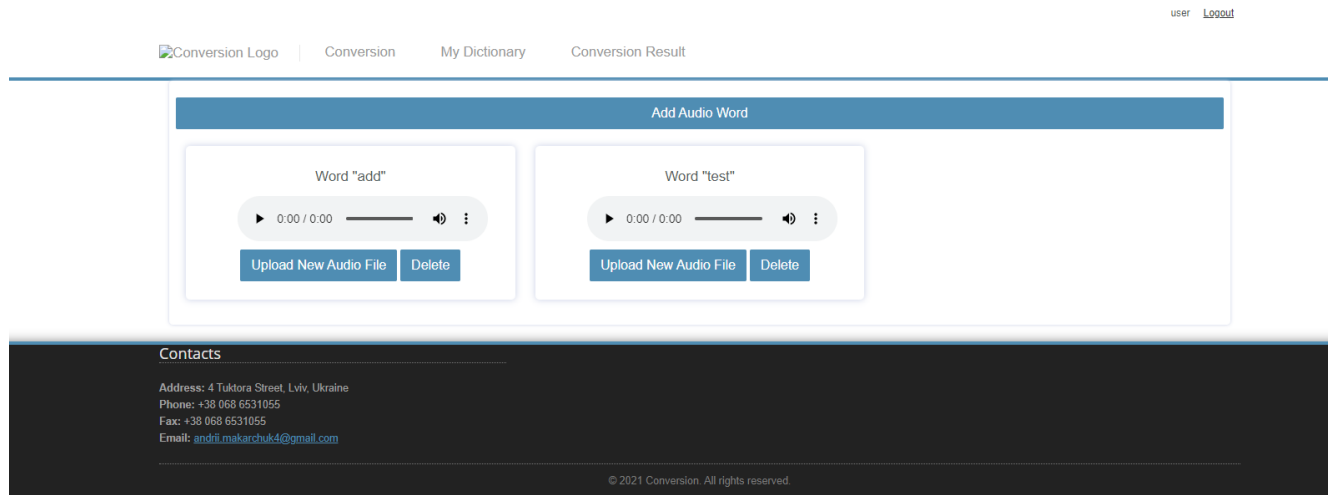 user Logout
Conversion Logo Conversion My Dictionary Conversion Result
Add Audio Word
Word "add"
0:00 / 0:00
Upload New Audio File Delete
Word "test"
0:00 / 0:00
Upload New Audio File Delete
Contacts
Address: 4 Tuktora Street, Lviv, Ukraine
Phone: +38 068 6531055
Fax: +38 068 6531055
Email: andrii.makarchuk4@gmail.com
© 2021 Conversion. All rights reserved.